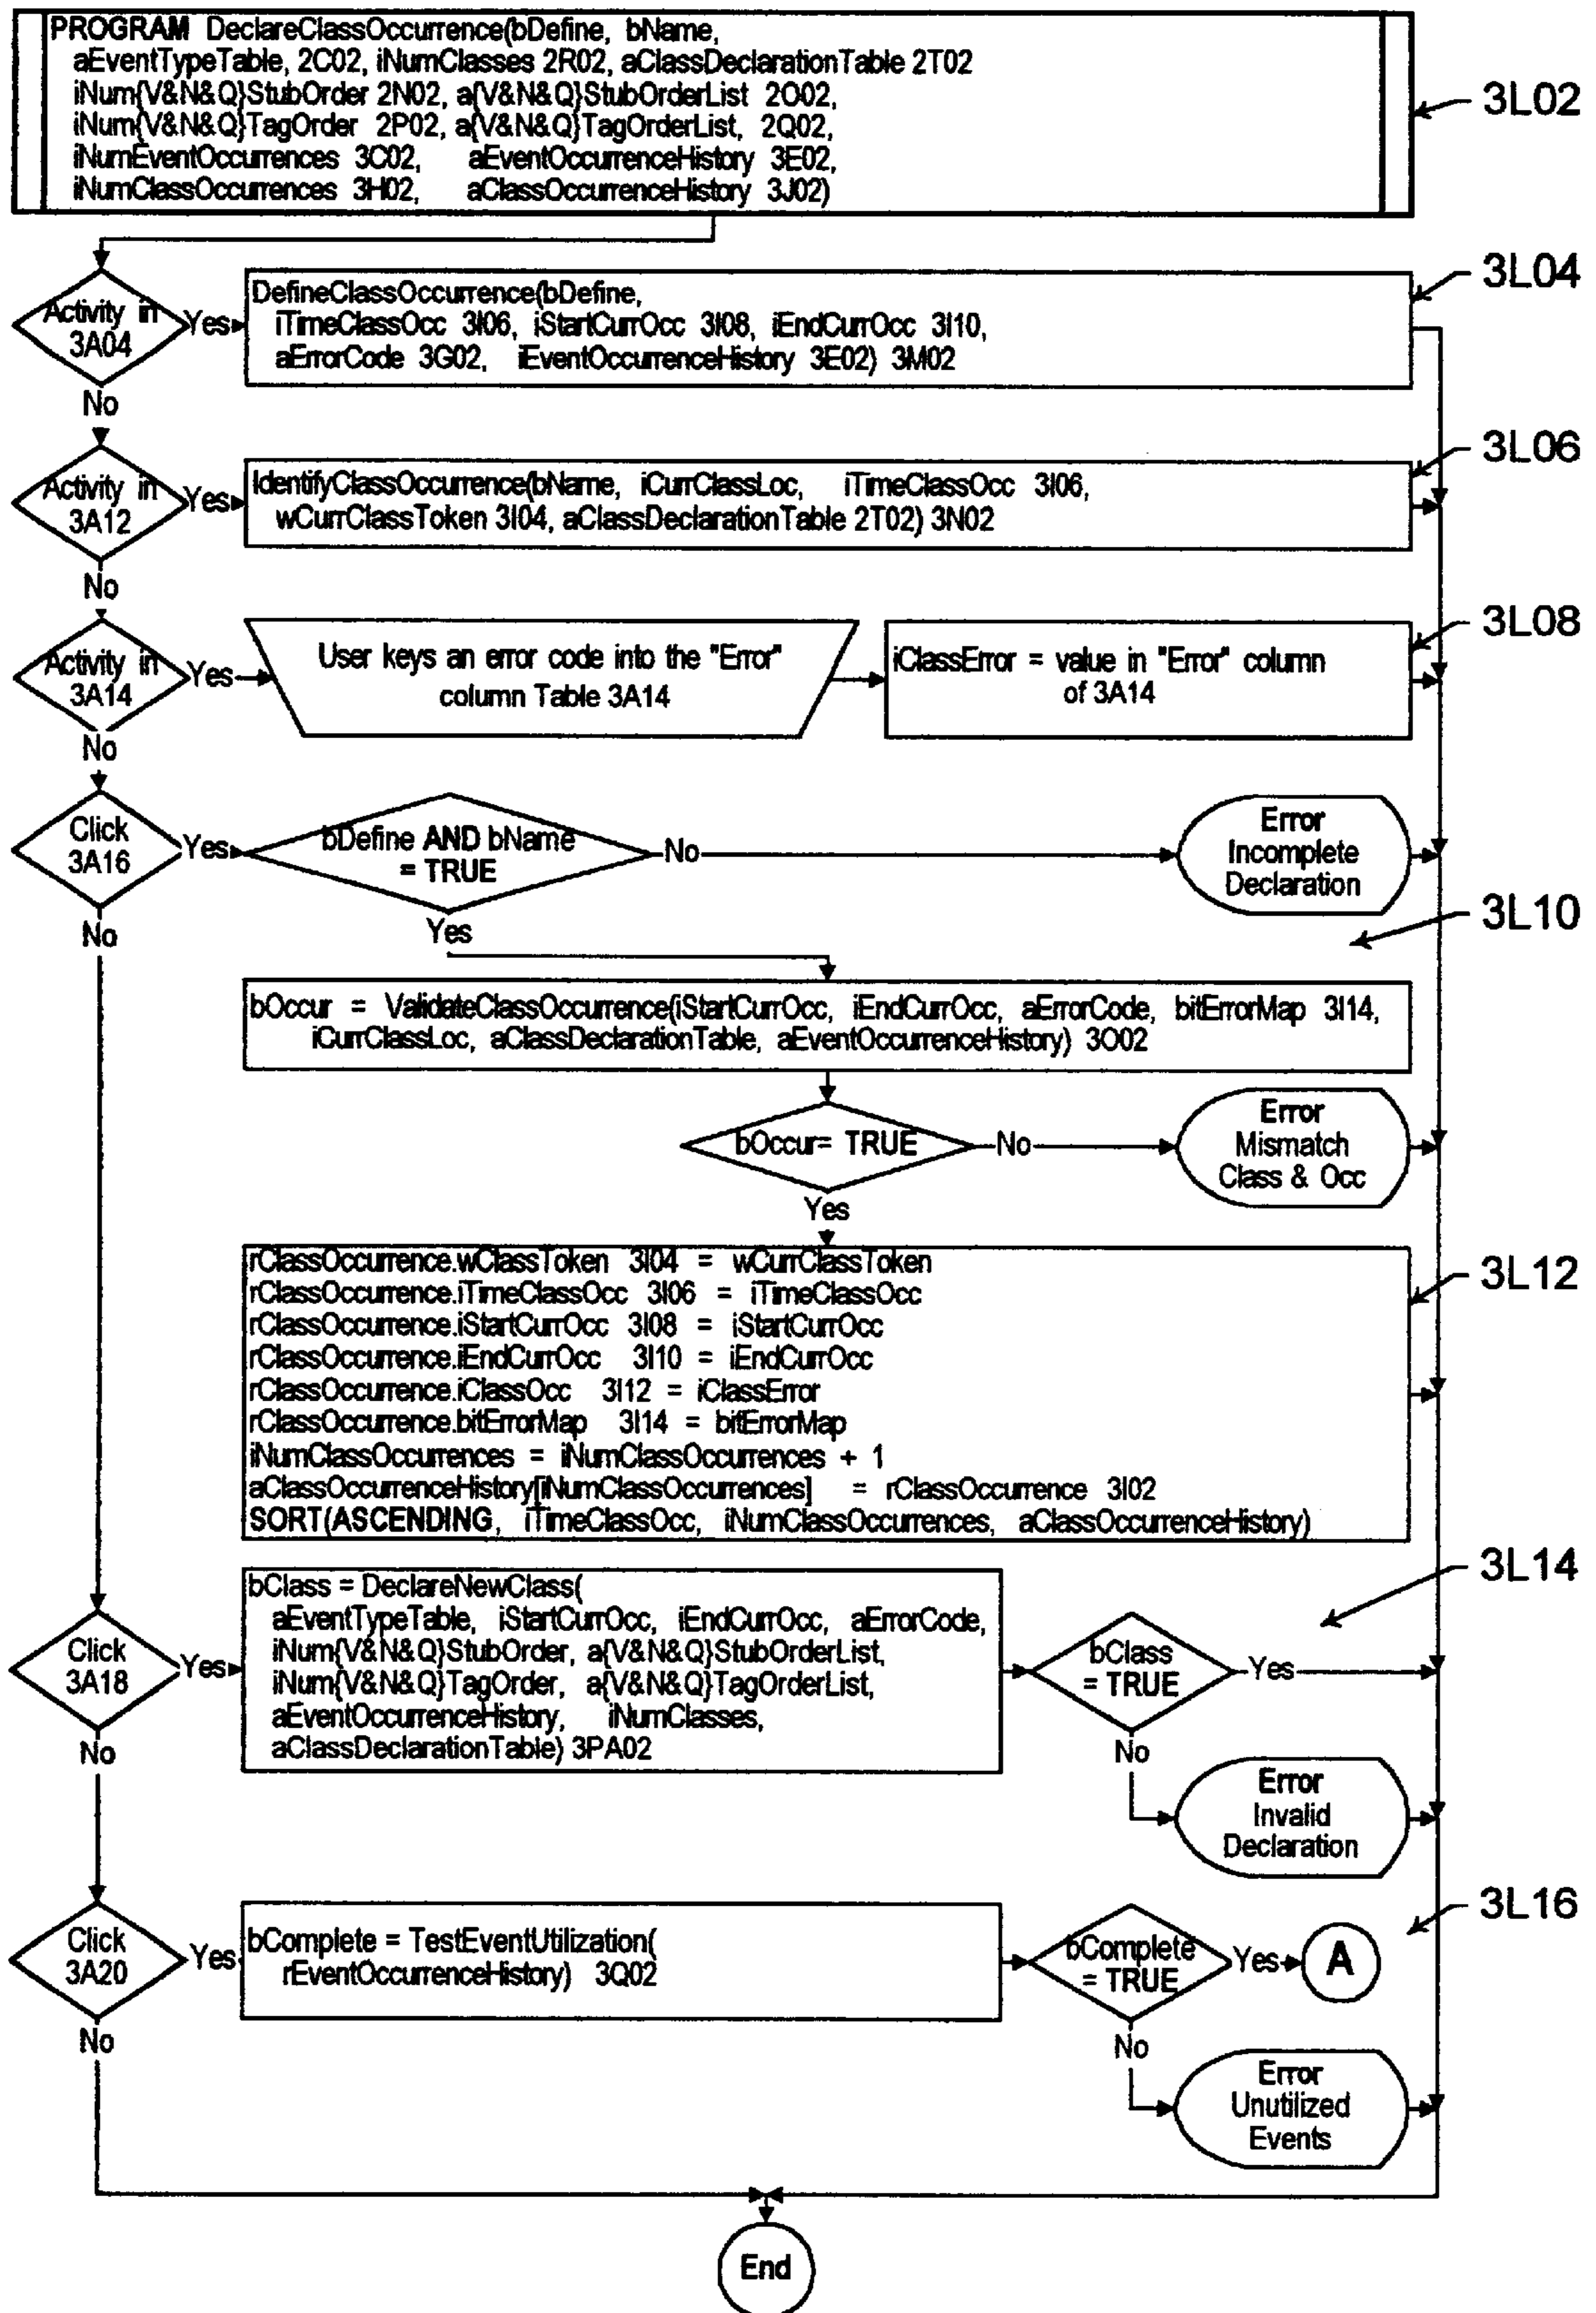 PROGRAM DeclareClassOccurrence(bDefine, bName,
aEventTypeTable, 2C02, iNumClasses 2R02, aClassDeclarationTable 2T02
iNum{V&N&Q}StubOrder 2N02, a{V&N&Q}StubOrderList 2O02,
iNum{V&N&Q}TagOrder 2P02, a{V&N&Q}TagOrderList, 2Q02,
iNumEventOccurrences 3C02, aEventOccurrenceHistory 3E02,
iNumClassOccurrences 3H02, aClassOccurrenceHistory 3J02)
3L02
Activity in
3A04
Yes
No
DefineClassOccurrence(bDefine,
iTimeClassOcc 3I06, iStartCurrOcc 3I08, iEndCurrOcc 3I10,
aErrorCode 3G02, iEventOccurrenceHistory 3E02) 3M02
3L04
Activity in
3A12
Yes
No
IdentifyClassOccurrence(bName, iCurrClassLoc, iTimeClassOcc 3I06,
wCurrClassToken 3I04, aClassDeclarationTable 2T02) 3N02
3L06
Activity in
3A14
Yes
No
User keys an error code into the "Error"
column Table 3A14
iClassError = value in "Error" column
of 3A14
3L08
Click
3A16
Yes
No
bDefine AND bName
= TRUE
No
Yes
Error
Incomplete
Declaration
3L10
bOccur = ValidateClassOccurrence(iStartCurrOcc, iEndCurrOcc, aErrorCode, bitErrorMap 3I14,
iCurrClassLoc, aClassDeclarationTable, aEventOccurrenceHistory) 3O02
bOccur= TRUE
No
Yes
Error
Mismatch
Class & Occ
rClassOccurrence.wClassToken 3I04 = wCurrClassToken
rClassOccurrence.iTimeClassOcc 3I06 = iTimeClassOcc
rClassOccurrence.iStartCurrOcc 3I08 = iStartCurrOcc
rClassOccurrence.iEndCurrOcc 3I10 = iEndCurrOcc
rClassOccurrence.iClassOcc 3I12 = iClassError
rClassOccurrence.bitErrorMap 3I14 = bitErrorMap
iNumClassOccurrences = iNumClassOccurrences + 1
aClassOccurrenceHistory[iNumClassOccurrences] = rClassOccurrence 3I02
SORT(ASCENDING, iTimeClassOcc, iNumClassOccurrences, aClassOccurrenceHistory)
3L12
Click
3A18
Yes
No
bClass = DeclareNewClass(
aEventTypeTable, iStartCurrOcc, iEndCurrOcc, aErrorCode,
iNum{V&N&Q}StubOrder, a{V&N&Q}StubOrderList,
iNum{V&N&Q}TagOrder, a{V&N&Q}TagOrderList,
aEventOccurrenceHistory, iNumClasses,
aClassDeclarationTable) 3PA02
bClass
= TRUE
Yes
No
3L14
Error
Invalid
Declaration
Click
3A20
Yes
No
bComplete = TestEventUtilization(
rEventOccurrenceHistory) 3Q02
bComplete
= TRUE
Yes
A
No
3L16
Error
Unutilized
Events
End